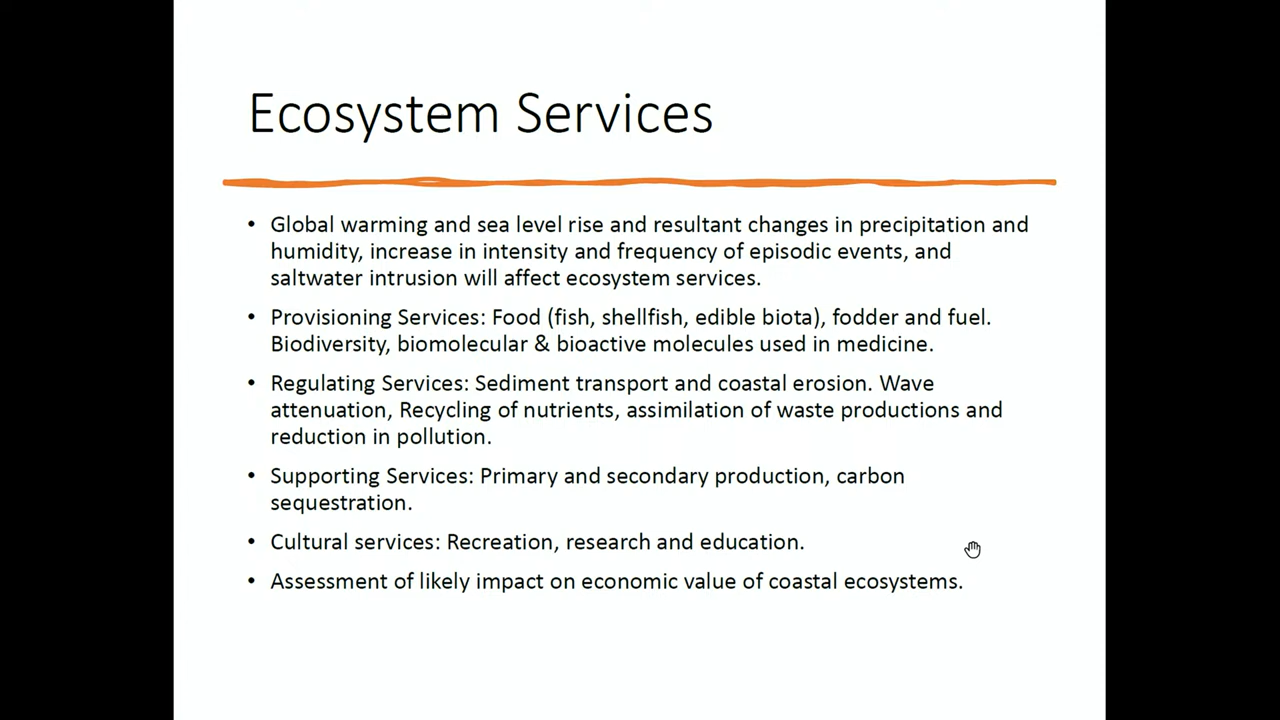 Ecosystem Services
• Global warming and sea level rise and resultant changes in precipitation and
humidity, increase in intensity and frequency of episodic events, and
saltwater intrusion will affect ecosystem services.
• Provisioning Services: Food (fish, shellfish, edible biota), fodder and fuel.
Biodiversity, biomolecular & bioactive molecules used in medicine.
• Regulating Services: Sediment transport and coastal erosion. Wave
attenuation, Recycling of nutrients, assimilation of waste productions and
reduction in pollution.
• Supporting Services: Primary and secondary production, carbon
sequestration.
• Cultural services: Recreation, research and education.
• Assessment of likely impact on economic value of coastal ecosystems.